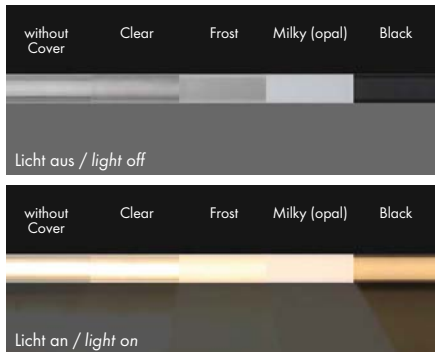 without Clear Frost Milky (opal) Black
Cover
Licht aus / light off
without Clear Frost Milky (opal) Black
Cover
Licht an / light on